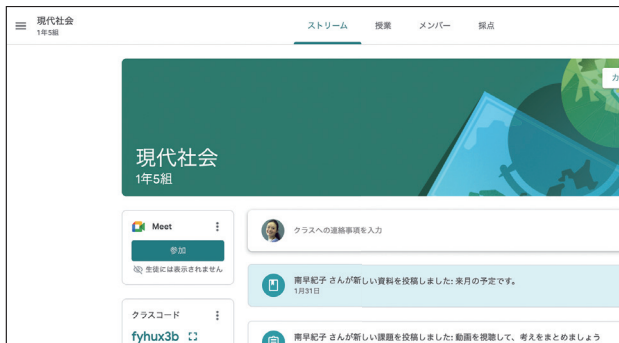 現代社会
1年5組
ストリーム 授業 メンバー 採点
現代社会
1年5組
Meet
参加
生徒には表示されません
クラスコード
fyhux3b
クラスへの連絡事項を入力
南早紀子 さんが新しい資料を投稿しました: 来月の予定です。
1月31日
南早紀子 さんが新しい課題を投稿しました: 動画を視聴して、考えをまとめましょう